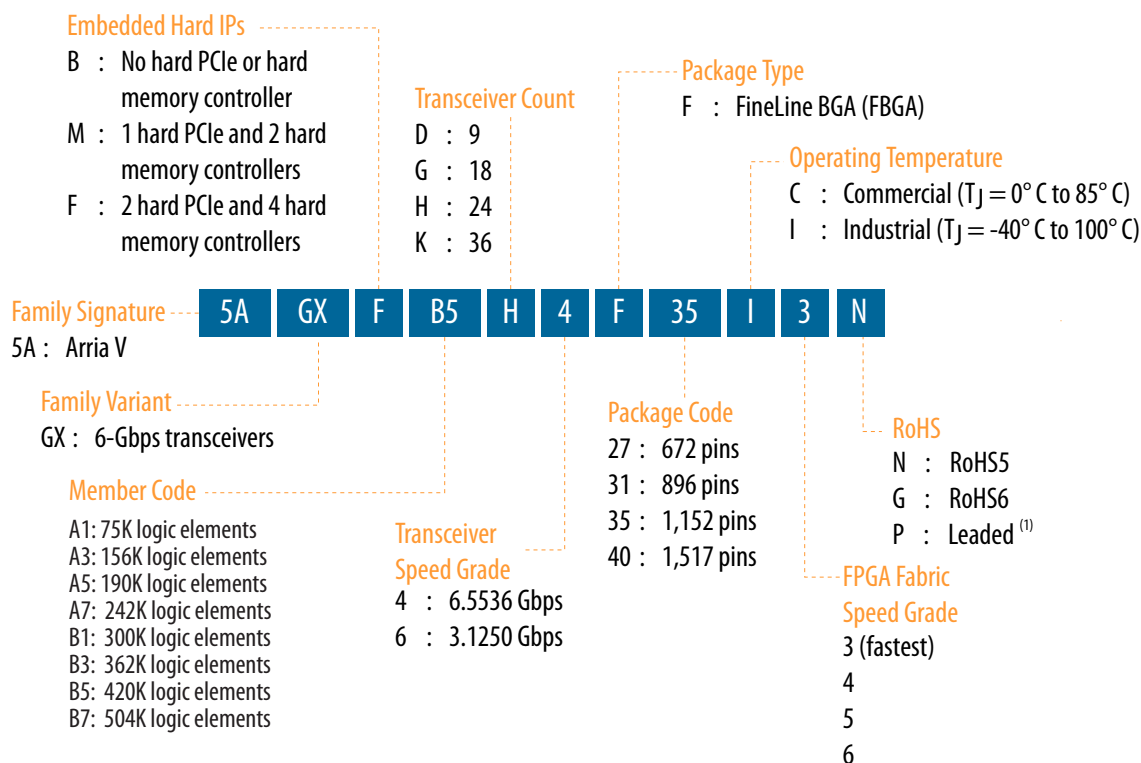 Embedded Hard IPs
B : No hard PCIe or hard
memory controller
M : 1 hard PCIe and 2 hard
memory controllers
F : 2 hard PCIe and 4 hard
memory controllers
Transceiver Count
D : 9
G : 18
H : 24
K : 36
Package Type
F : FineLine BGA (FBGA)
Operating Temperature
C : Commercial (TJ = 0° C to 85° C)
I : Industrial (TJ = -40° C to 100° C)
Family Signature
5A : Arria V
5A GX F B5 H 4 F 35 I 3 N
Family Variant
GX : 6-Gbps transceivers
Member Code
A1: 75K logic elements
A3: 156K logic elements
A5: 190K logic elements
A7: 242K logic elements
B1: 300K logic elements
B3: 362K logic elements
B5: 420K logic elements
B7: 504K logic elements
Transceiver
Speed Grade
4 : 6.5536 Gbps
6 : 3.1250 Gbps
Package Code
27 : 672 pins
31 : 896 pins
35 : 1,152 pins
40 : 1,517 pins
RoHS
N : RoHS5
G : RoHS6
P : Leaded (1)
FPGA Fabric
Speed Grade
3 (fastest)
4
5
6